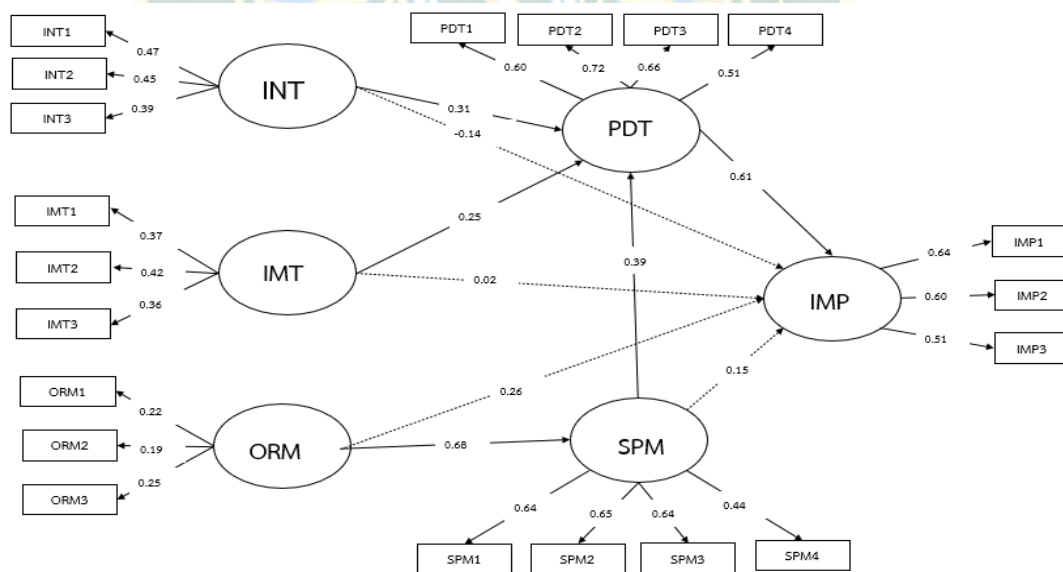 INT1
0.47
INT2
0.45
INT3
0.39
INT
PDT1
PDT2
PDT3
PDT4
0.60
0.72
0.66
0.51
PDT
0.31
-0.14
0.61
IMT1
0.37
IMT2
0.42
IMT3
0.36
IMT
0.25
0.02
0.39
IMP
0.64
IMP1
0.60
IMP2
0.51
IMP3
ORM1
0.22
ORM2
0.19
ORM3
0.25
ORM
0.26
0.68
0.15
SPM
0.64
0.65
0.64
0.44
SPM1
SPM2
SPM3
SPM4